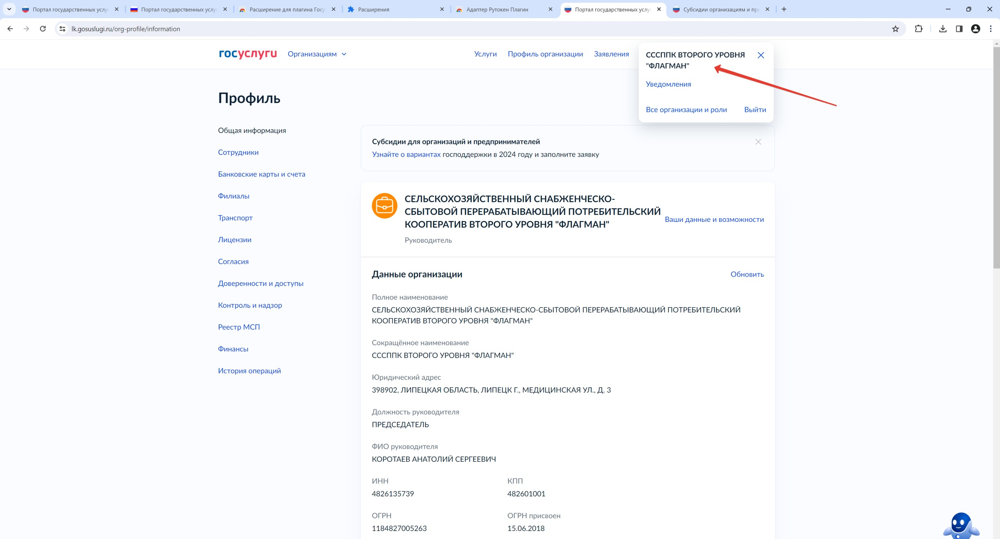 Портал государственных услу
Портал государственных услу
Расширение для плагина Госу
Расширения
Адаптер Рутокен Плагин
Портал государственных услу
Субсидии организациям и пре
lk.gosuslugi.ru/org-profile/information
госуслуги
Организациям
Услуги
Профиль организации
Заявления
СССППК ВТОРОГО УРОВНЯ
"ФЛАГМАН"
Уведомления
Все организации и роли
Выйти
Профиль
Общая информация
Сотрудники
Банковские карты и счета
Филиалы
Транспорт
Лицензии
Согласия
Доверенности и доступы
Контроль и надзор
Реестр МСП
Финансы
История операций
Субсидии для организаций и предпринимателей
Узнайте о вариантах господдержки в 2024 году и заполните заявку
СЕЛЬСКОХОЗЯЙСТВЕННЫЙ СНАБЖЕНЧЕСКО-
СБЫТОВОЙ ПЕРЕРАБАТЫВАЮЩИЙ ПОТРЕБИТЕЛЬСКИЙ
КООПЕРАТИВ ВТОРОГО УРОВНЯ "ФЛАГМАН"
Ваши данные и возможности
Руководитель
Данные организации
Обновить
Полное наименование
СЕЛЬСКОХОЗЯЙСТВЕННЫЙ СНАБЖЕНЧЕСКО-СБЫТОВОЙ ПЕРЕРАБАТЫВАЮЩИЙ ПОТРЕБИТЕЛЬСКИЙ
КООПЕРАТИВ ВТОРОГО УРОВНЯ "ФЛАГМАН"
Сокращённое наименование
СССППК ВТОРОГО УРОВНЯ "ФЛАГМАН"
Юридический адрес
398902, ЛИПЕЦКАЯ ОБЛАСТЬ, ЛИПЕЦК Г., МЕДИЦИНСКАЯ УЛ., Д. 3
Должность руководителя
ПРЕДСЕДАТЕЛЬ
ФИО руководителя
КОРОТАЕВ АНАТОЛИЙ СЕРГЕЕВИЧ
ИНН
КПП
4826135739
482601001
ОГРН
ОГРН присвоен
1184827005263
15.06.2018